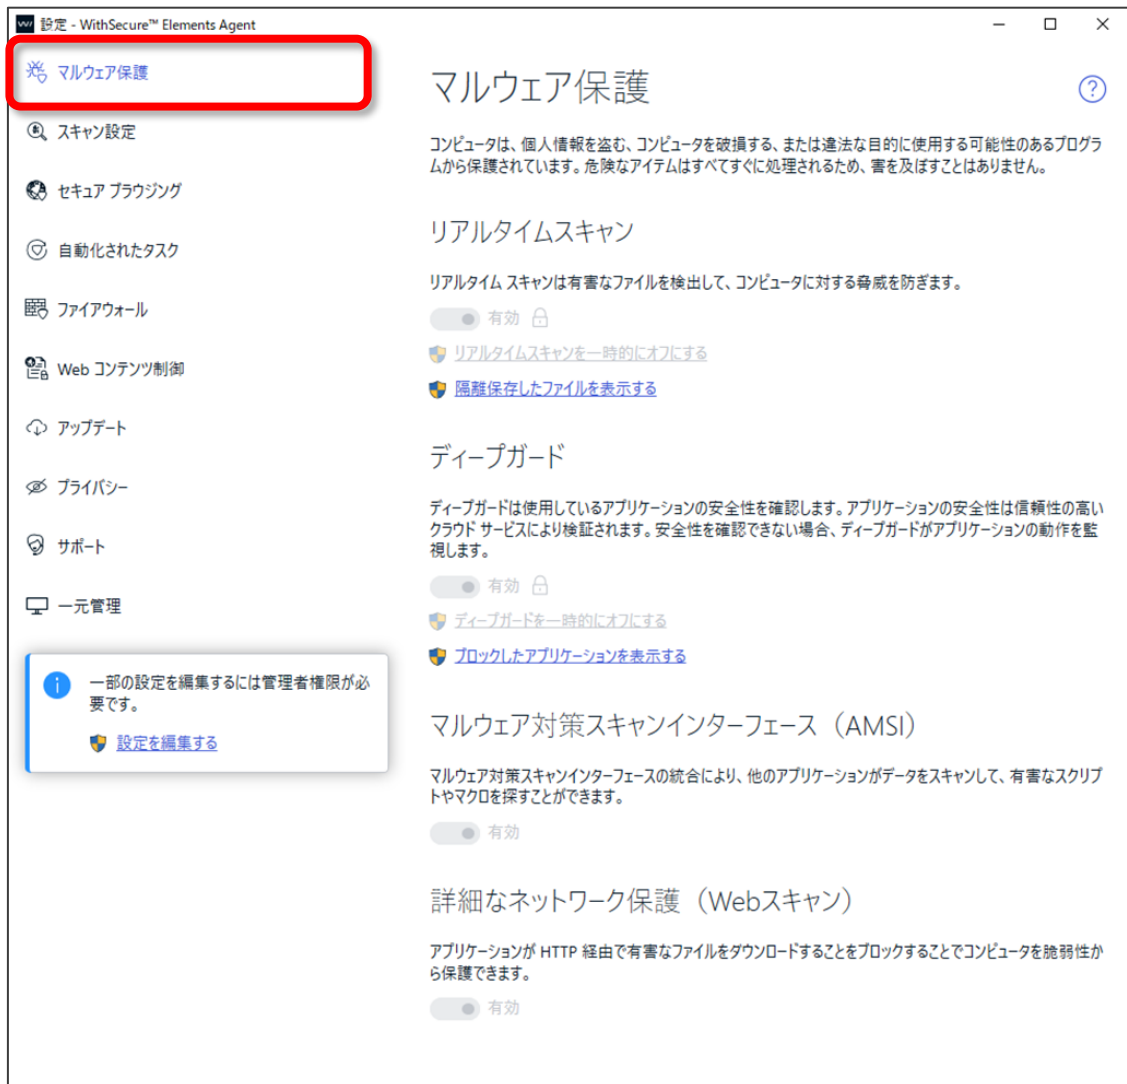 設定 - WithSecure™ Elements Agent
マルウェア保護
スキャン設定
セキュア ブラウジング
自動化されたタスク
ファイアウォール
Web コンテンツ制御
アップデート
プライバシー
サポート
一元管理
一部の設定を編集するには管理者権限が必
要です。
設定を編集する
マルウェア保護
コンピュータは、個人情報を盗む、コンピュータを破損する、または違法な目的に使用する可能性のあるプログラ
ムから保護されています。危険なアイテムはすべてすぐに処理されるため、害を及ぼすことはありません。
リアルタイムスキャン
リアルタイム スキャンは有害なファイルを検出して、コンピュータに対する脅威を防ぎます。
有効
リアルタイムスキャンを一時的にオフにする
隔離保存したファイルを表示する
ディープガード
ディープガードは使用しているアプリケーションの安全性を確認します。アプリケーションの安全性は信頼性の高い
クラウド サービスにより検証されます。安全性を確認できない場合、ディープガードがアプリケーションの動作を監
視します。
有効
ディープガードを一時的にオフにする
ブロックしたアプリケーションを表示する
マルウェア対策スキャンインターフェース（AMSI）
マルウェア対策スキャンインターフェースの統合により、他のアプリケーションがデータをスキャンして、有害なスクリプ
トやマクロを探すことができます。
有効
詳細なネットワーク保護（Webスキャン）
アプリケーションが HTTP 経由で有害なファイルをダウンロードすることをブロックすることでコンピュータを脆弱性か
ら保護できます。
有効